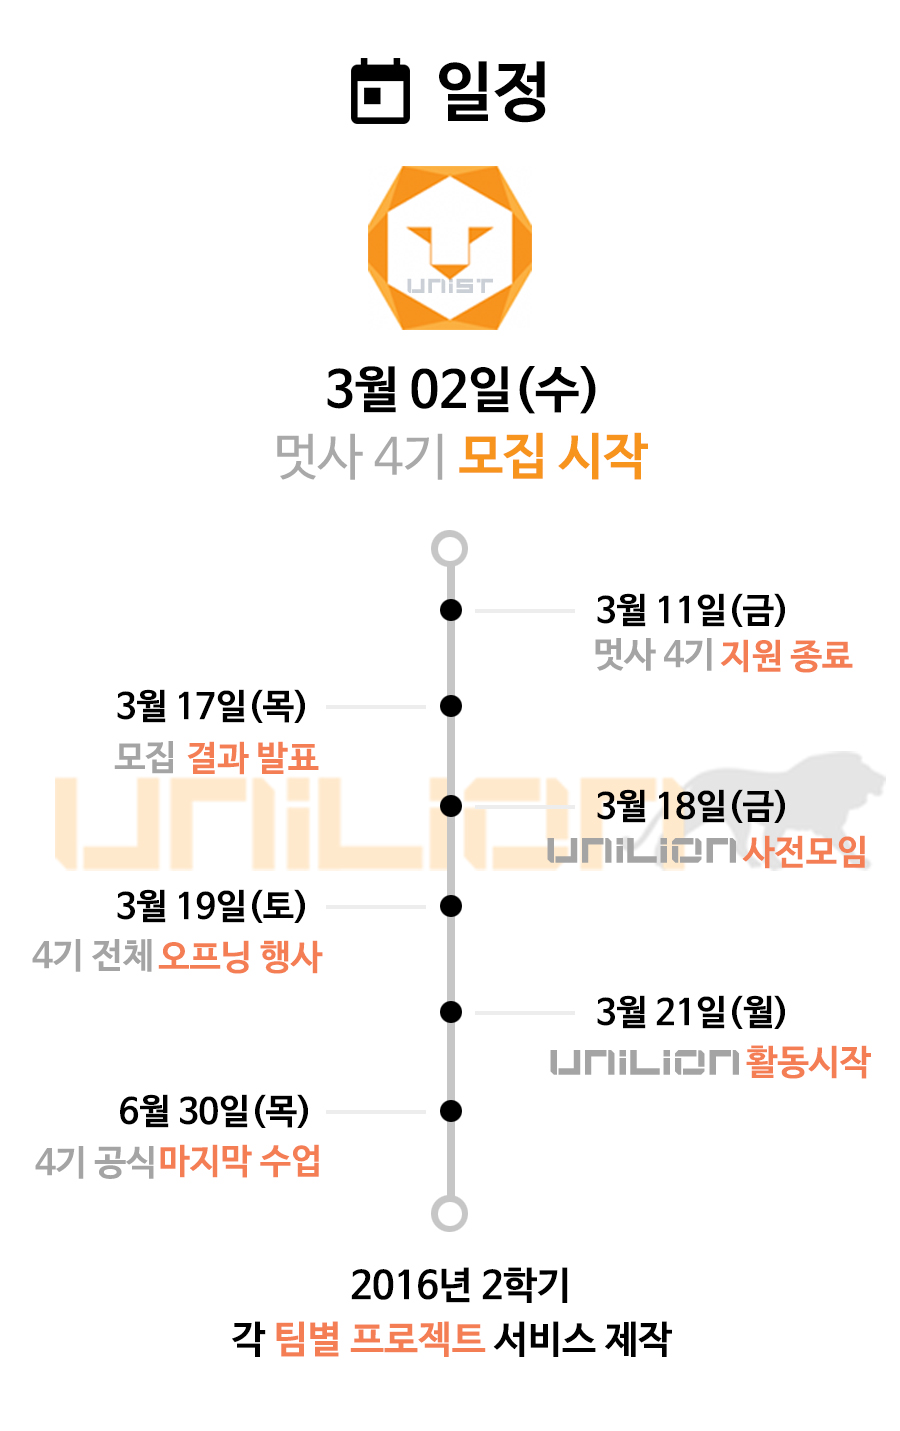 일정
UNIST
3월 02일(수)
멋사 4기 모집 시작
3월 11일(금)
멋사 4기 지원 종료
3월 17일(목)
모집 결과 발표
UNILION
3월 18일(금)
UNILION 사전모임
3월 19일(토)
4기 전체 오프닝 행사
3월 21일(월)
UNILION 활동시작
6월 30일(목)
4기 공식 마지막 수업
2016년 2학기
각 팀별 프로젝트 서비스 제작